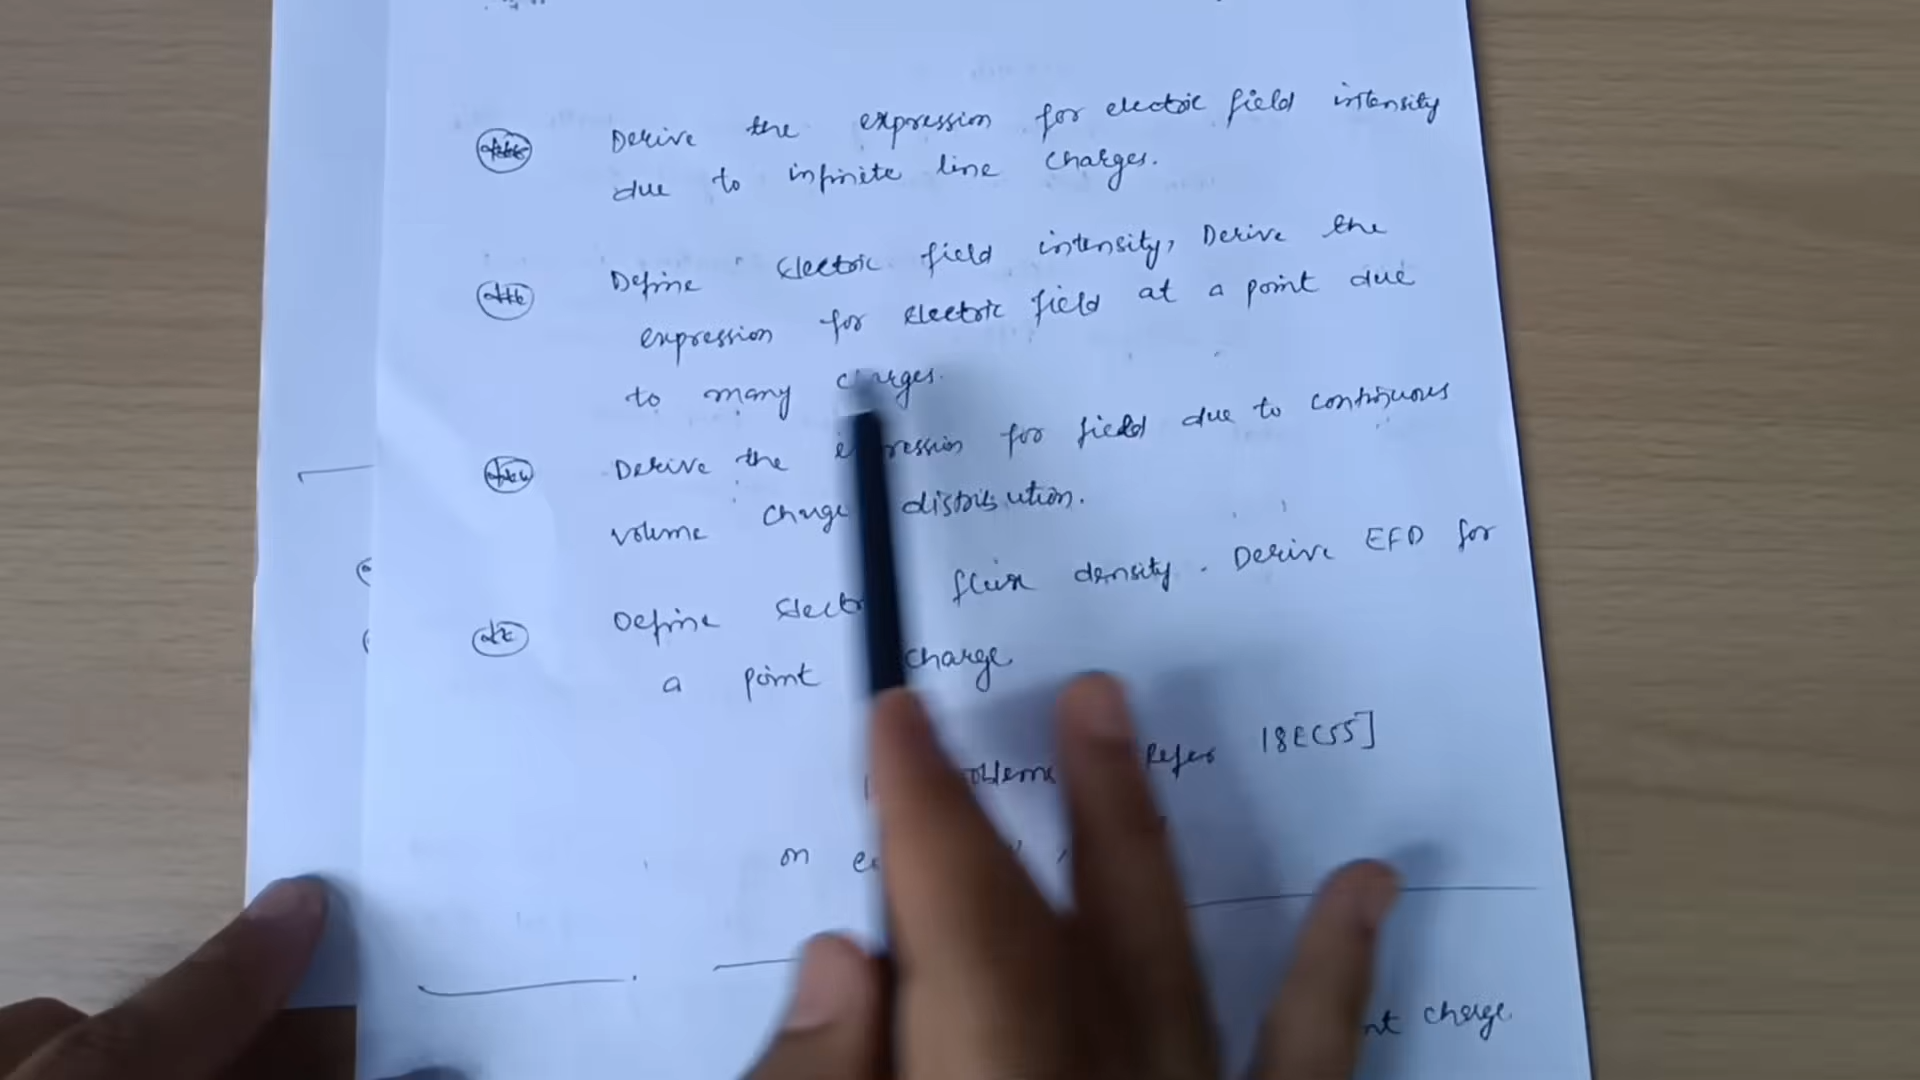 Derive the expression for electric field intensity
due to infinite line charges.
Define Electric field intensity, Derive the
expression for electric field at a point due
to many charges.
Derive the expression for field due to continuous
volume charge distribution.
Define flux density. Derive EFD for
a point charge
Refer 18EC55]
on
charge